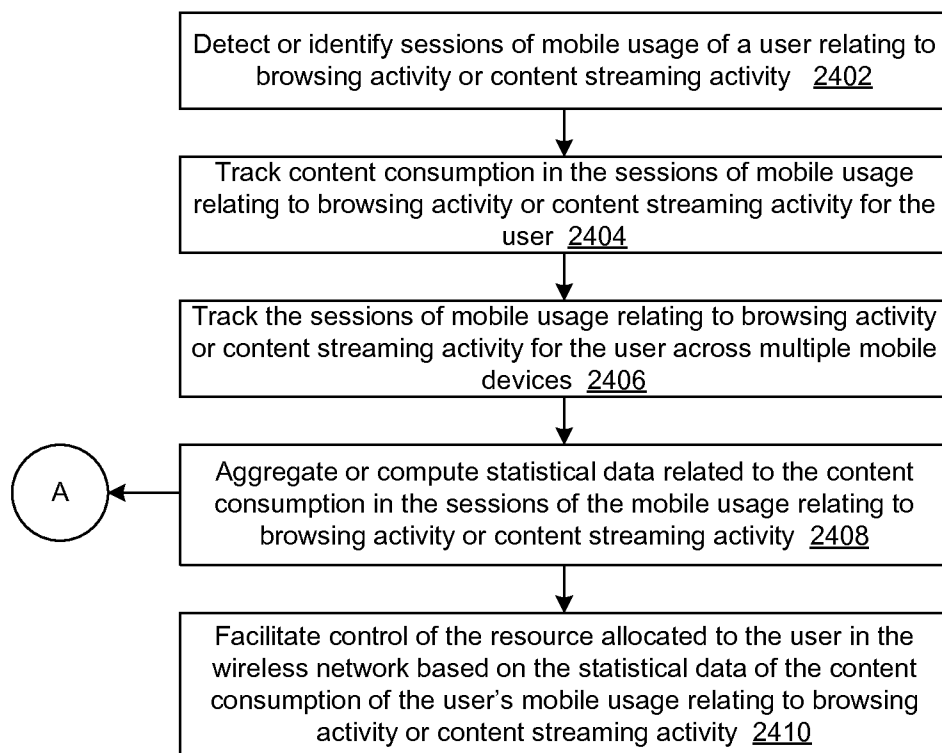 Detect or identify sessions of mobile usage of a user relating to
browsing activity or content streaming activity 2402
Track content consumption in the sessions of mobile usage
relating to browsing activity or content streaming activity for the
user 2404
Track the sessions of mobile usage relating to browsing activity
or content streaming activity for the user across multiple mobile
devices 2406
A
Aggregate or compute statistical data related to the content
consumption in the sessions of the mobile usage relating to
browsing activity or content streaming activity 2408
Facilitate control of the resource allocated to the user in the
wireless network based on the statistical data of the content
consumption of the user's mobile usage relating to browsing
activity or content streaming activity 2410